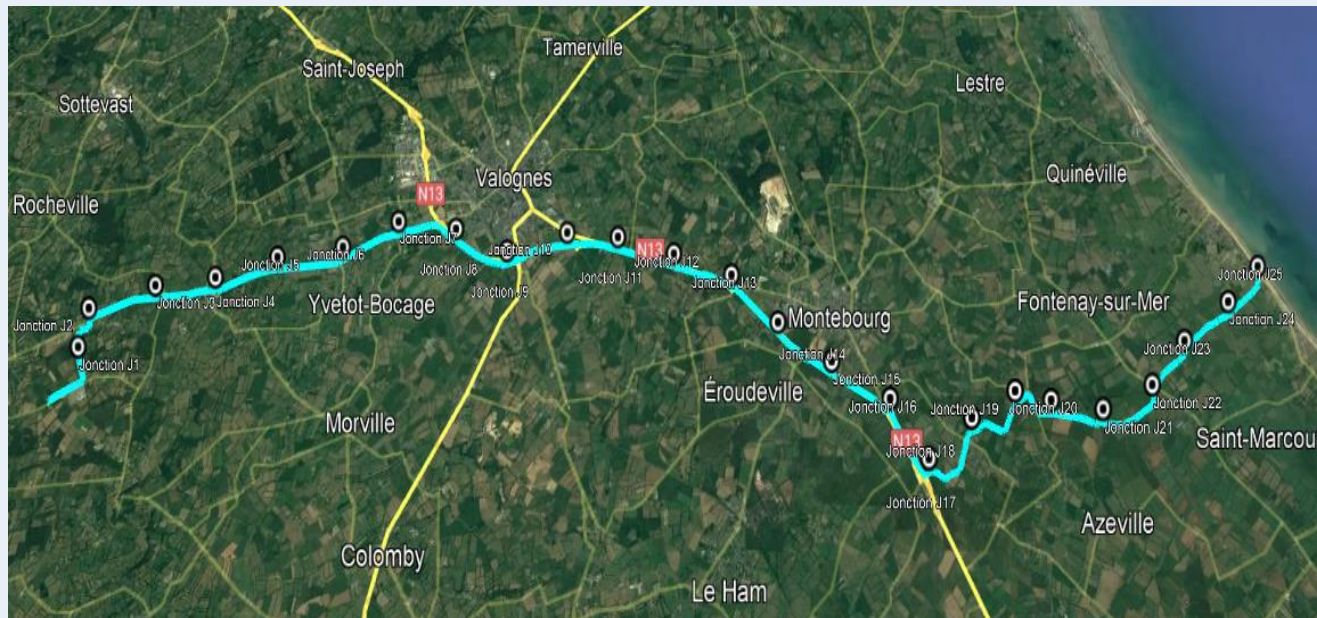 Tamerville
Saint-Joseph
Lestre
Sottevast
Valognes
Quinéville
N13
Rocheville
Jonction J7
Jonction J10
N13
Jonction J6
Jonction J12
Jonction J5
Jonction J8
Jonction J11
Jonction J25
Jonction J13
Jonction J9
Jonction J3
Jonction J4
Yvetot-Bocage
Fontenay-sur-Mer
Jonction J2
Montebourg
Jonction J24
Jonction J23
Jonction J1
Jonction J14
Jonction J15
Éroudeville
Jonction J16
Jonction J19
Jonction J20
Jonction J22
Morville
Jonction J21
N13
Saint-Marcou
Jonction J18
Jonction J17
Azeville
Colomby
Le Ham